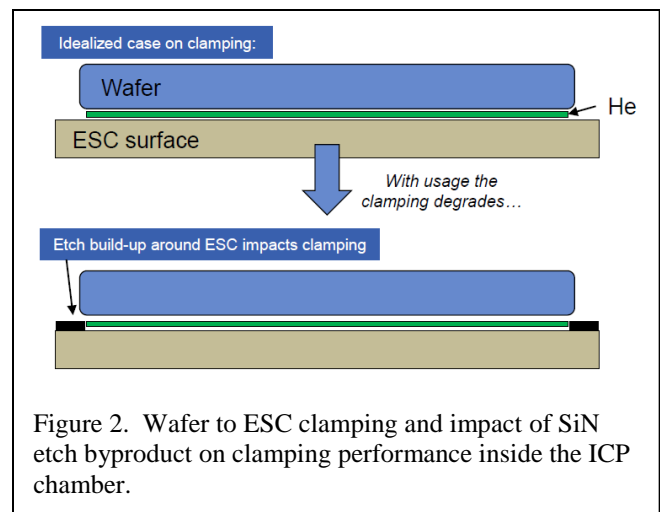 Idealized case on clamping:
Wafer
He
ESC surface
With usage the
clamping degrades…
Etch build-up around ESC impacts clamping
Figure 2.  Wafer to ESC clamping and impact of SiN
etch byproduct on clamping performance inside the ICP
chamber.